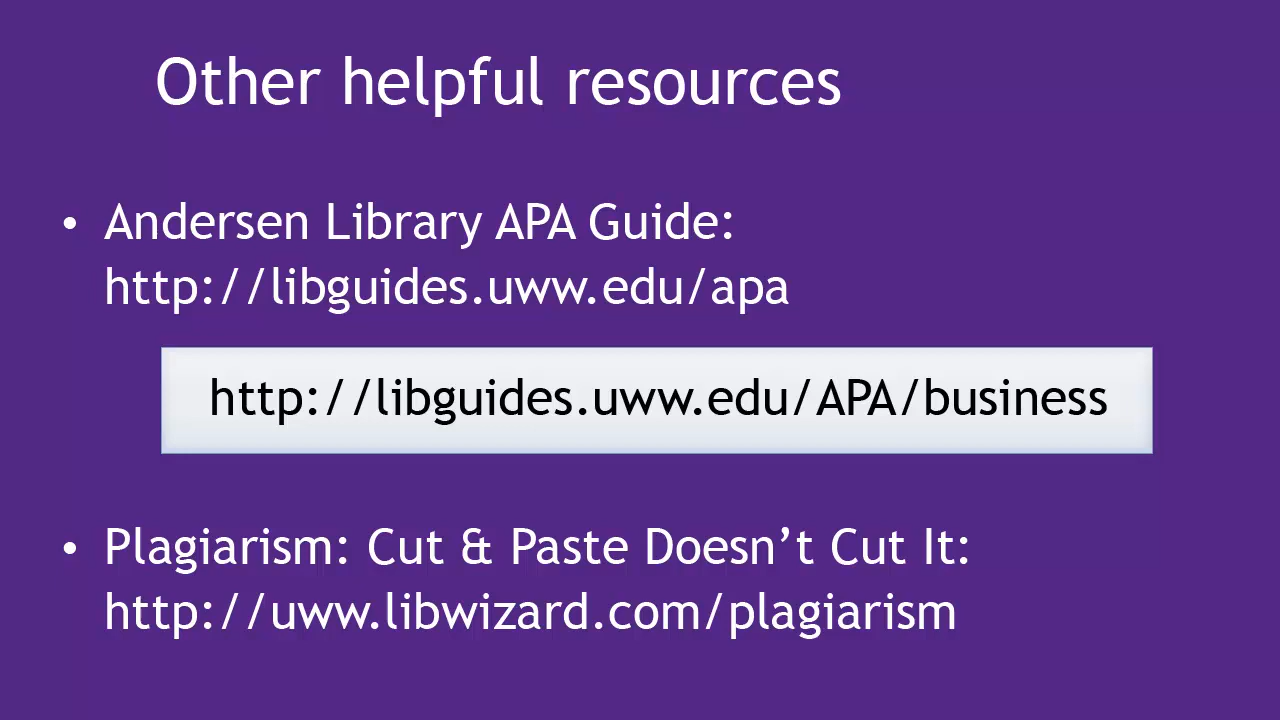 Other helpful resources
• Andersen Library APA Guide:
http://libguides.uww.edu/apa
http://libguides.uww.edu/APA/business
• Plagiarism: Cut & Paste Doesn’t Cut It:
http://uww.libwizard.com/plagiarism